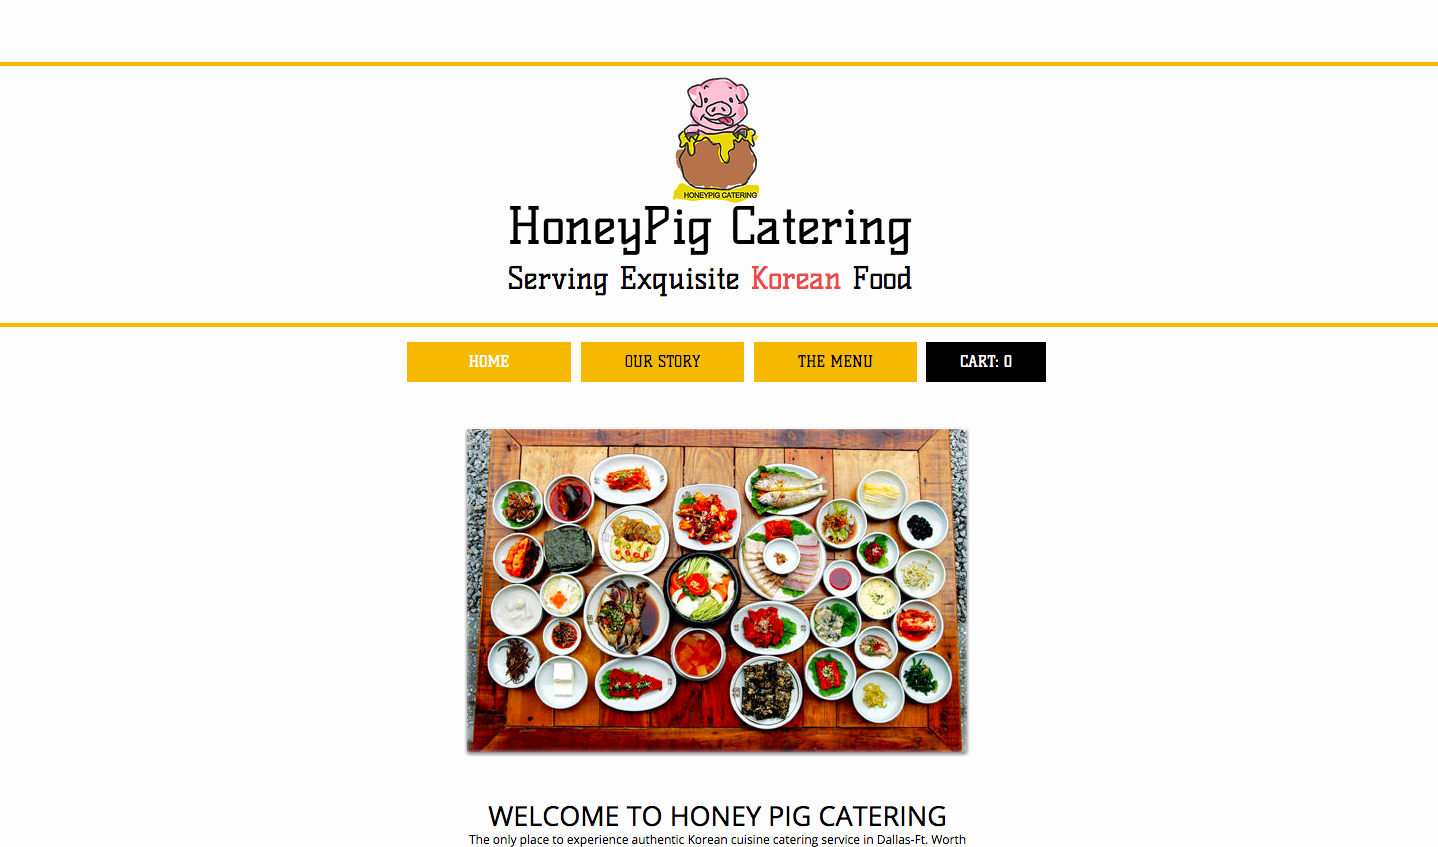 HONEYPIG CATERING
HoneyPig Catering
Serving Exquisite Korean Food
HOME
OUR STORY
THE MENU
CART: 0
WELCOME TO HONEY PIG CATERING
The only place to experience authentic Korean cuisine catering service in Dallas-Ft. Worth